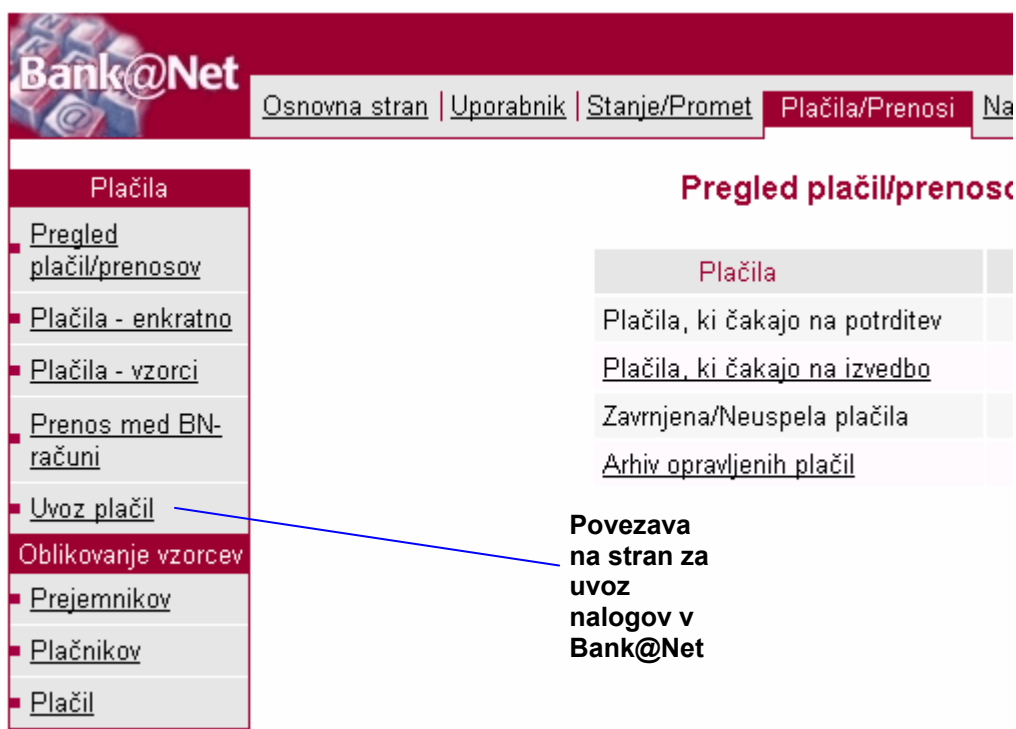 Bank@Net
Osnovna stran | Uporabnik | Stanje/Promet Plačila/Prenosi Na
Plačila
Pregled
plačil/prenosov
Plačila - enkratno
Plačila - vzorci
Prenos med BN-
računi
Uvoz plačil
Oblikovanje vzorcev
Prejemnikov
Plačnikov
Plačil
Pregled plačil/prenoso
Plačila
Plačila, ki čakajo na potrditev
Plačila, ki čakajo na izvedbo
Zavrnjena/Neuspela plačila
Arhiv opravljenih plačil
Povezava
na stran za
uvoz
nalogov v
Bank@Net